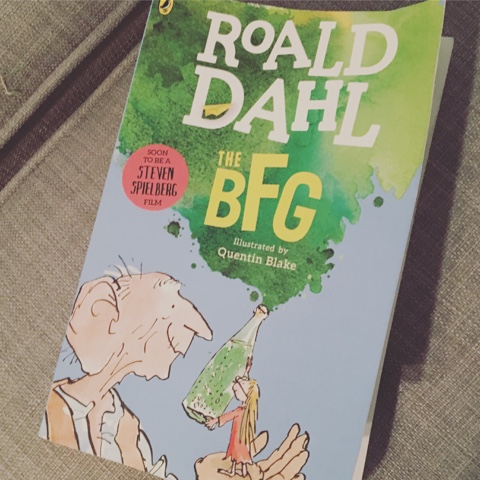 ROALD
DAHL
SOON
TO BE A
STEVEN
SPIELBERG
FILM
THE
BFG
Illustrated by
Quentin Blake